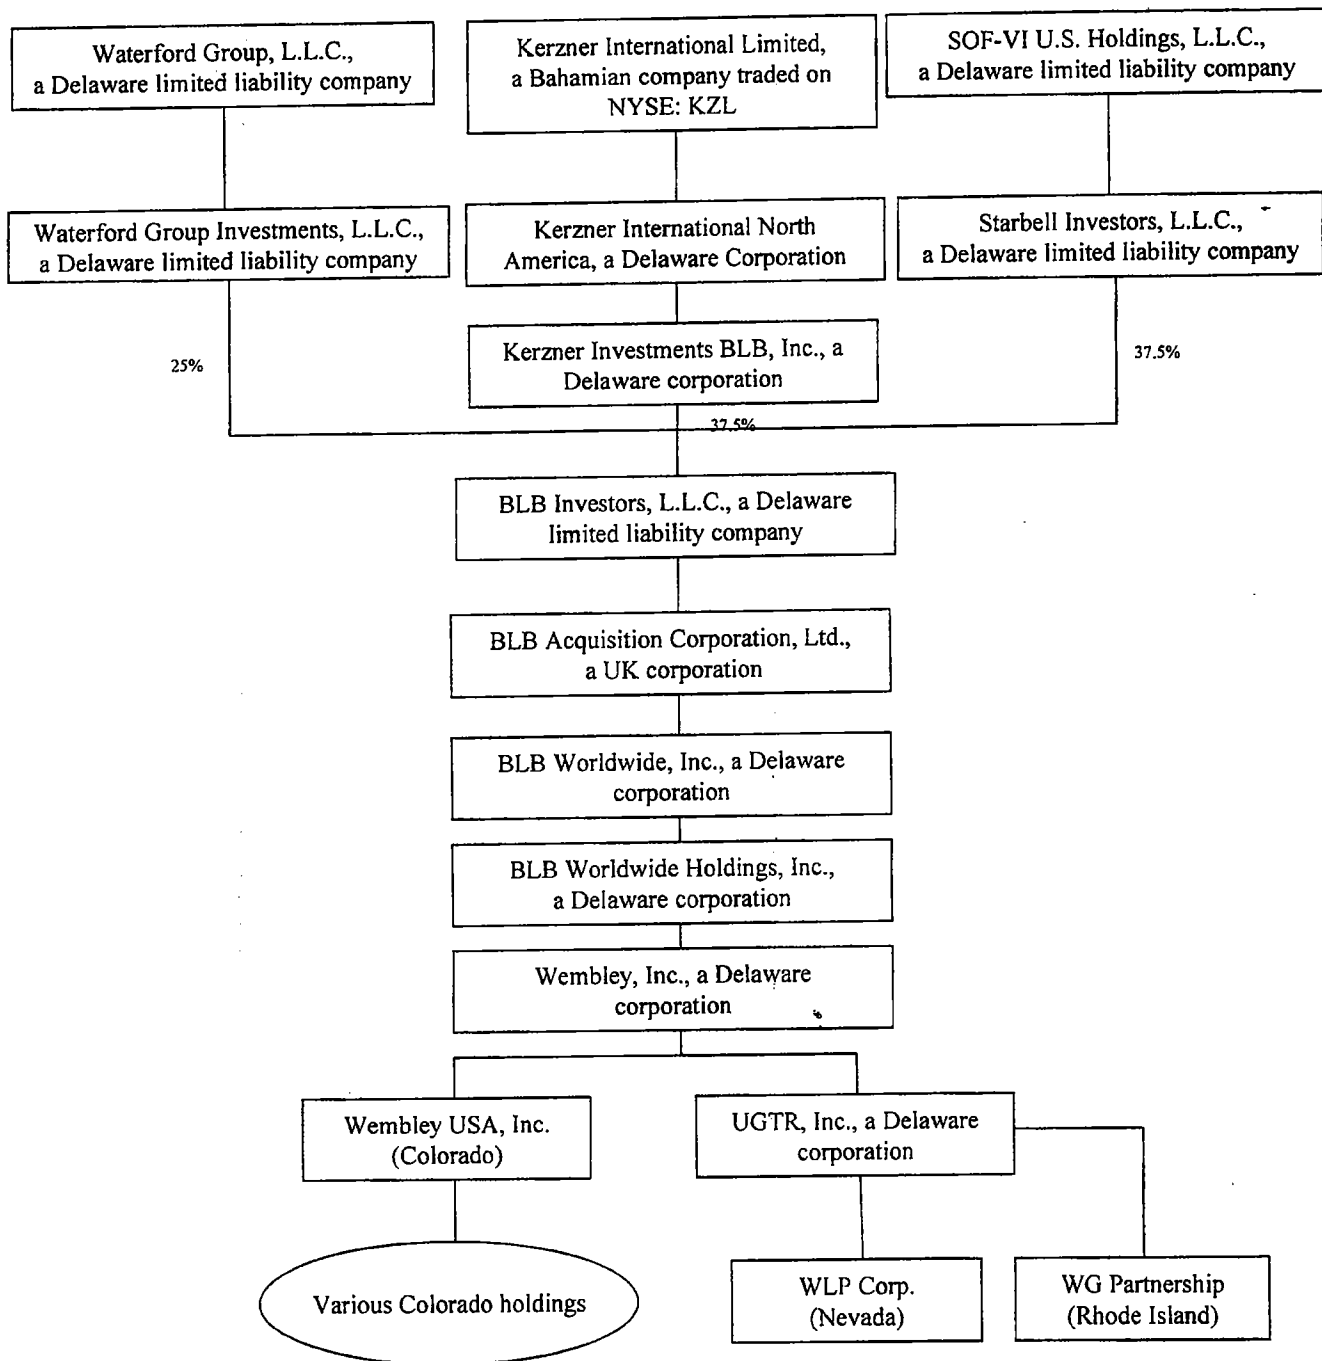 Waterford Group, L.L.C.,
a Delaware limited liability company
Kerzner International Limited,
a Bahamian company traded on
NYSE: KZL
SOF-VI U.S. Holdings, L.L.C.,
a Delaware limited liability company
Waterford Group Investments, L.L.C.,
a Delaware limited liability company
Kerzner International North
America, a Delaware Corporation
Starbell Investors, L.L.C.,
a Delaware limited liability company
25%
Kerzner Investments BLB, Inc., a
Delaware corporation
37.5%
37.5%
BLB Investors, L.L.C., a Delaware
limited liability company
BLB Acquisition Corporation, Ltd.,
a UK corporation
BLB Worldwide, Inc., a Delaware
corporation
BLB Worldwide Holdings, Inc.,
a Delaware corporation
Wembley, Inc., a Delaware
corporation
Wembley USA, Inc.
(Colorado)
UGTR, Inc., a Delaware
corporation
Various Colorado holdings
WLP Corp.
(Nevada)
WG Partnership
(Rhode Island)